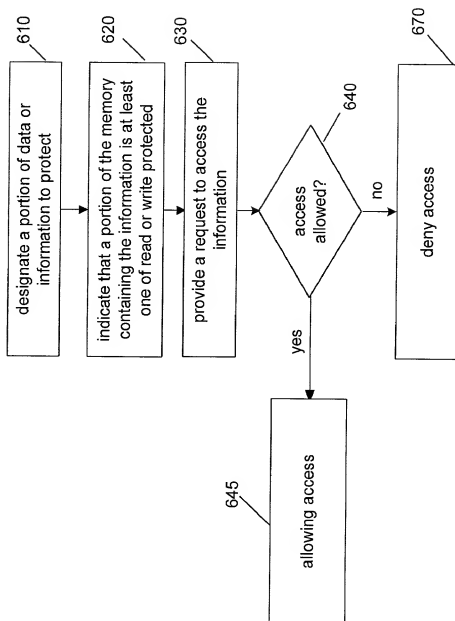 610
designate a portion of data or
information to protect
620
indicate that a portion of the memory
containing the information is at least
one of read or write protected
630
provide a request to access the
information
640
access
allowed?
yes
no
645
allowing access
670
deny access